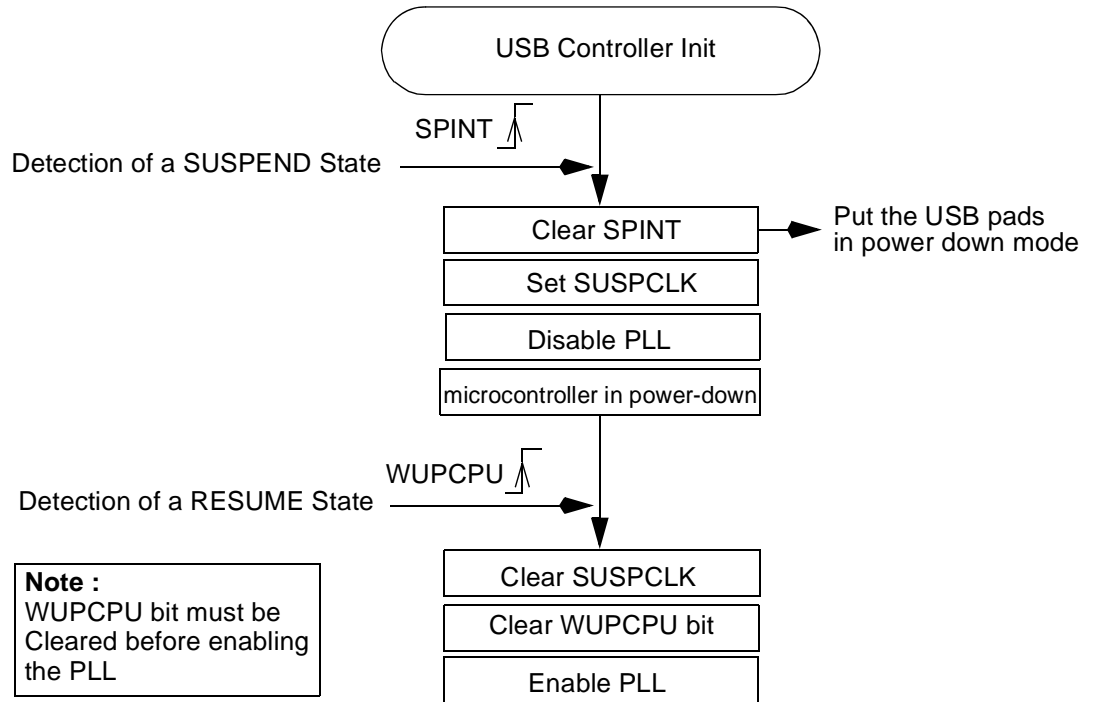 USB Controller Init
SPINT
Detection of a SUSPEND State
Clear SPINT
Put the USB pads
in power down mode
Set SUSPCLK
Disable PLL
microcontroller in power-down
WUPCPU
Detection of a RESUME State
Clear SUSPCLK
Clear WUPCPU bit
Enable PLL
Note :
WUPCPU bit must be
Cleared before enabling
the PLL